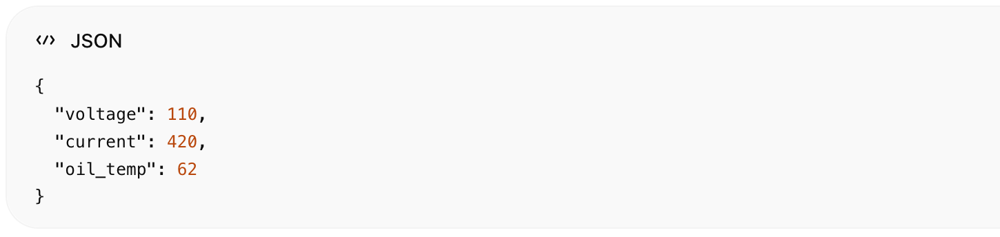 JSON
{
  "voltage": 110,
  "current": 420,
  "oil_temp": 62
}